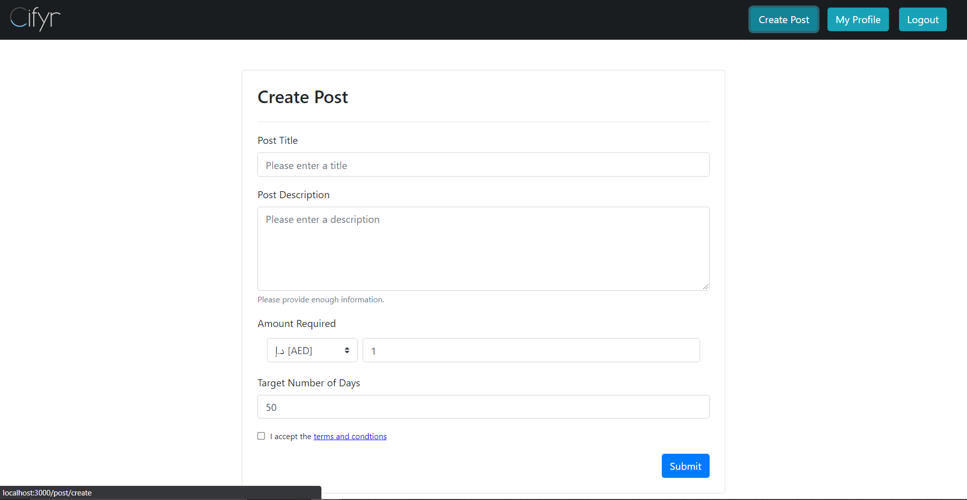 Cifyr
Create Post
My Profile
Logout
Create Post
Post Title
Please enter a title
Post Description
Please enter a description
Please provide enough information.
Amount Required
د.إ [AED]
1
Target Number of Days
50
I accept the terms and condtions
Submit
localhost:3000/post/create